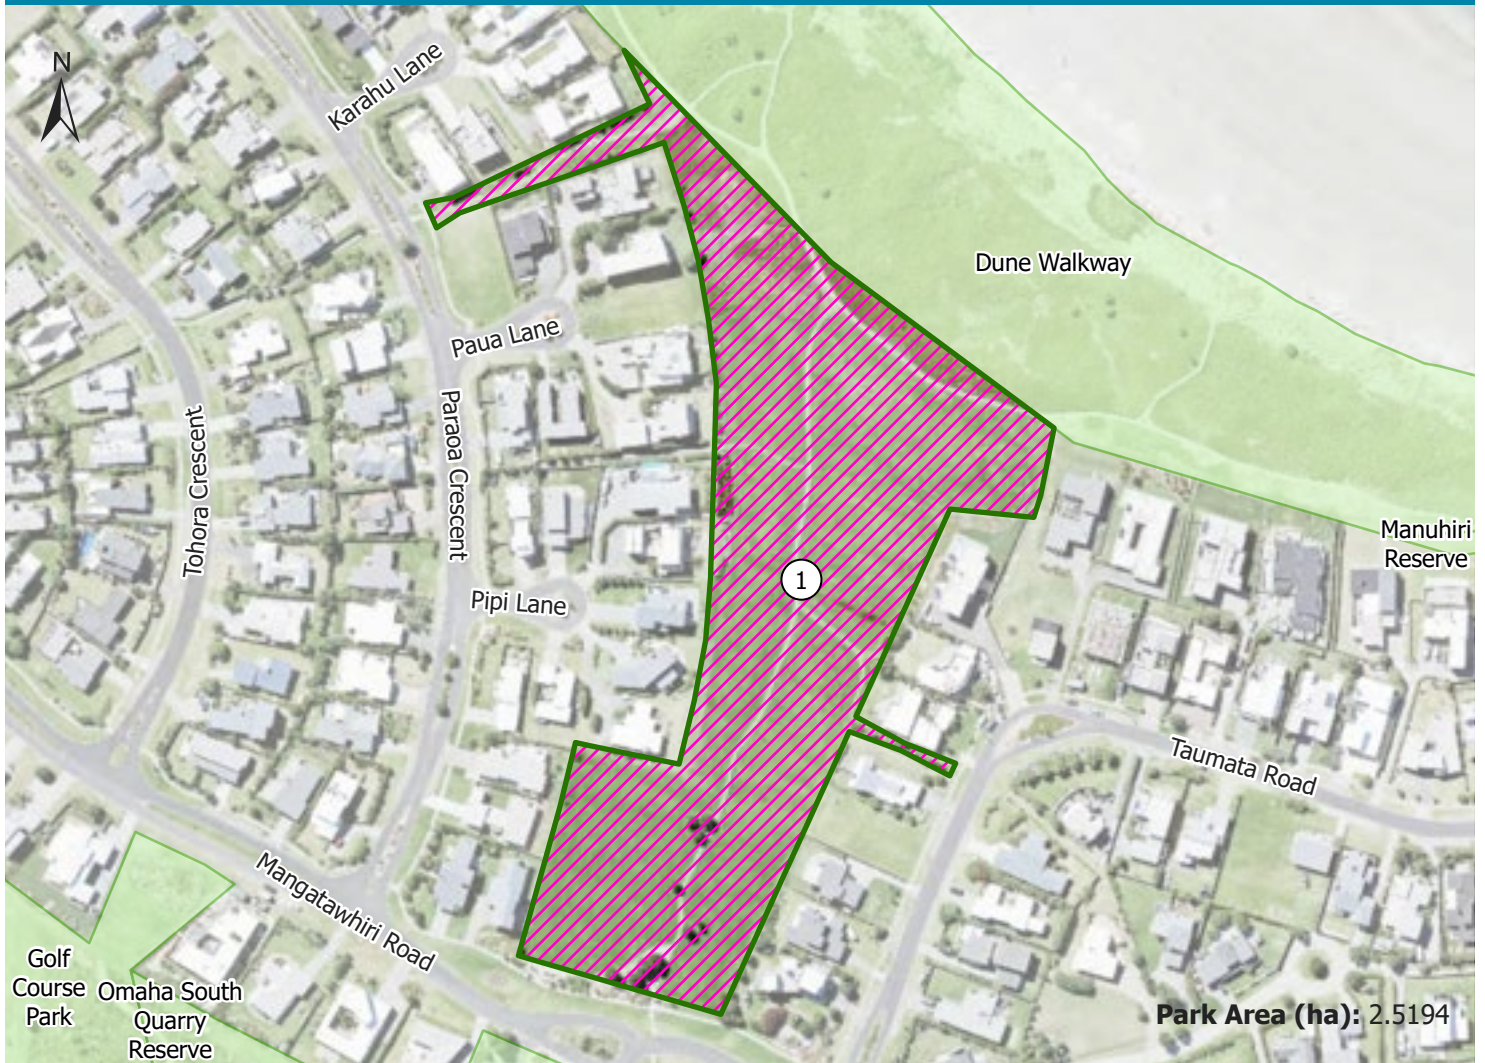 N
Karahu Lane
Dune Walkway
Paua Lane
Tohora Crescent
Paraoa Crescent
Manuhiri
Reserve
1
Pipi Lane
Taumata Road
Mangatawhiri Road
Golf
Course
Park
Omaha South
Quarry
Reserve
Park Area (ha): 2.5194